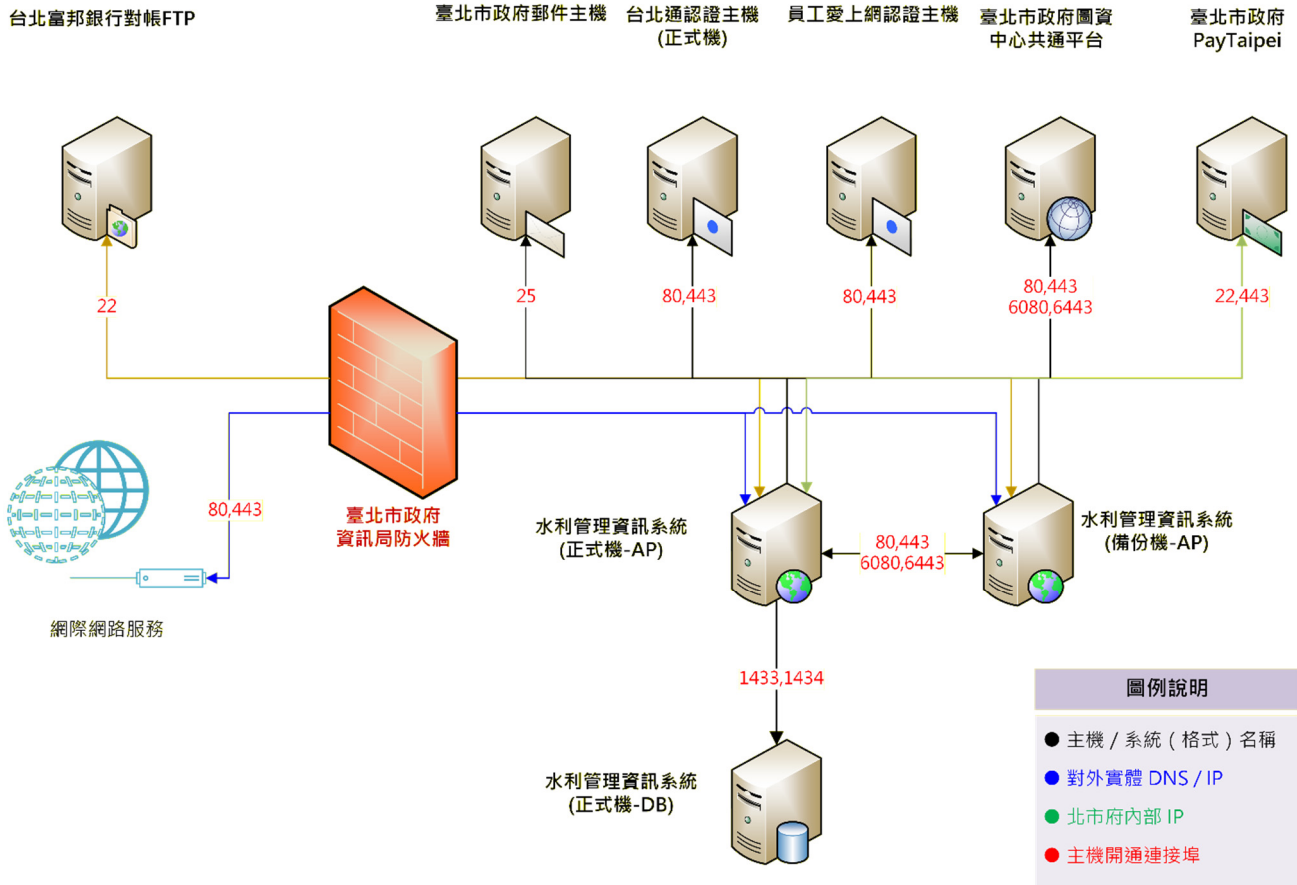 台北富邦銀行對帳FTP
臺北市政府郵件主機
台北通認證主機
(正式機)
員工愛上網認證主機
臺北市政府圖資
中心共通平台
臺北市政府
PayTaipei
22
25
80,443
80,443
80,443
6080,6443
22,443
80,443
臺北市政府
資訊局防火牆
網際網路服務
水利管理資訊系統
(正式機-AP)
80,443
6080,6443
水利管理資訊系統
(備份機-AP)
1433,1434
水利管理資訊系統
(正式機-DB)
圖例說明
主機 / 系統 ( 格式 ) 名稱
對外實體 DNS / IP
北市府內部 IP
主機開通連接埠